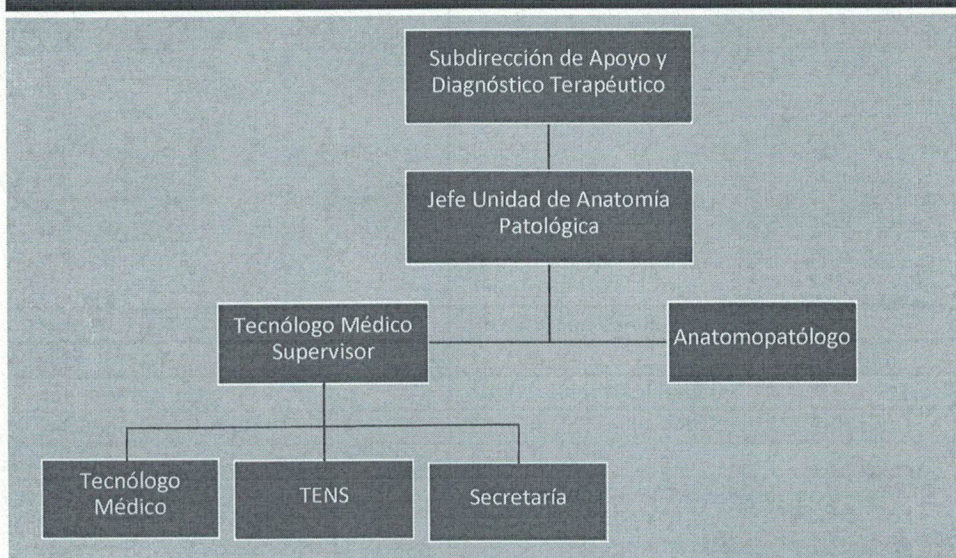 Subdirección de Apoyo y
Diagnóstico Terapéutico
Jefe Unidad de Anatomía
Patológica
Tecnólogo Médico
Supervisor
Anatomopatólogo
Tecnólogo
Médico
TENS
Secretaría